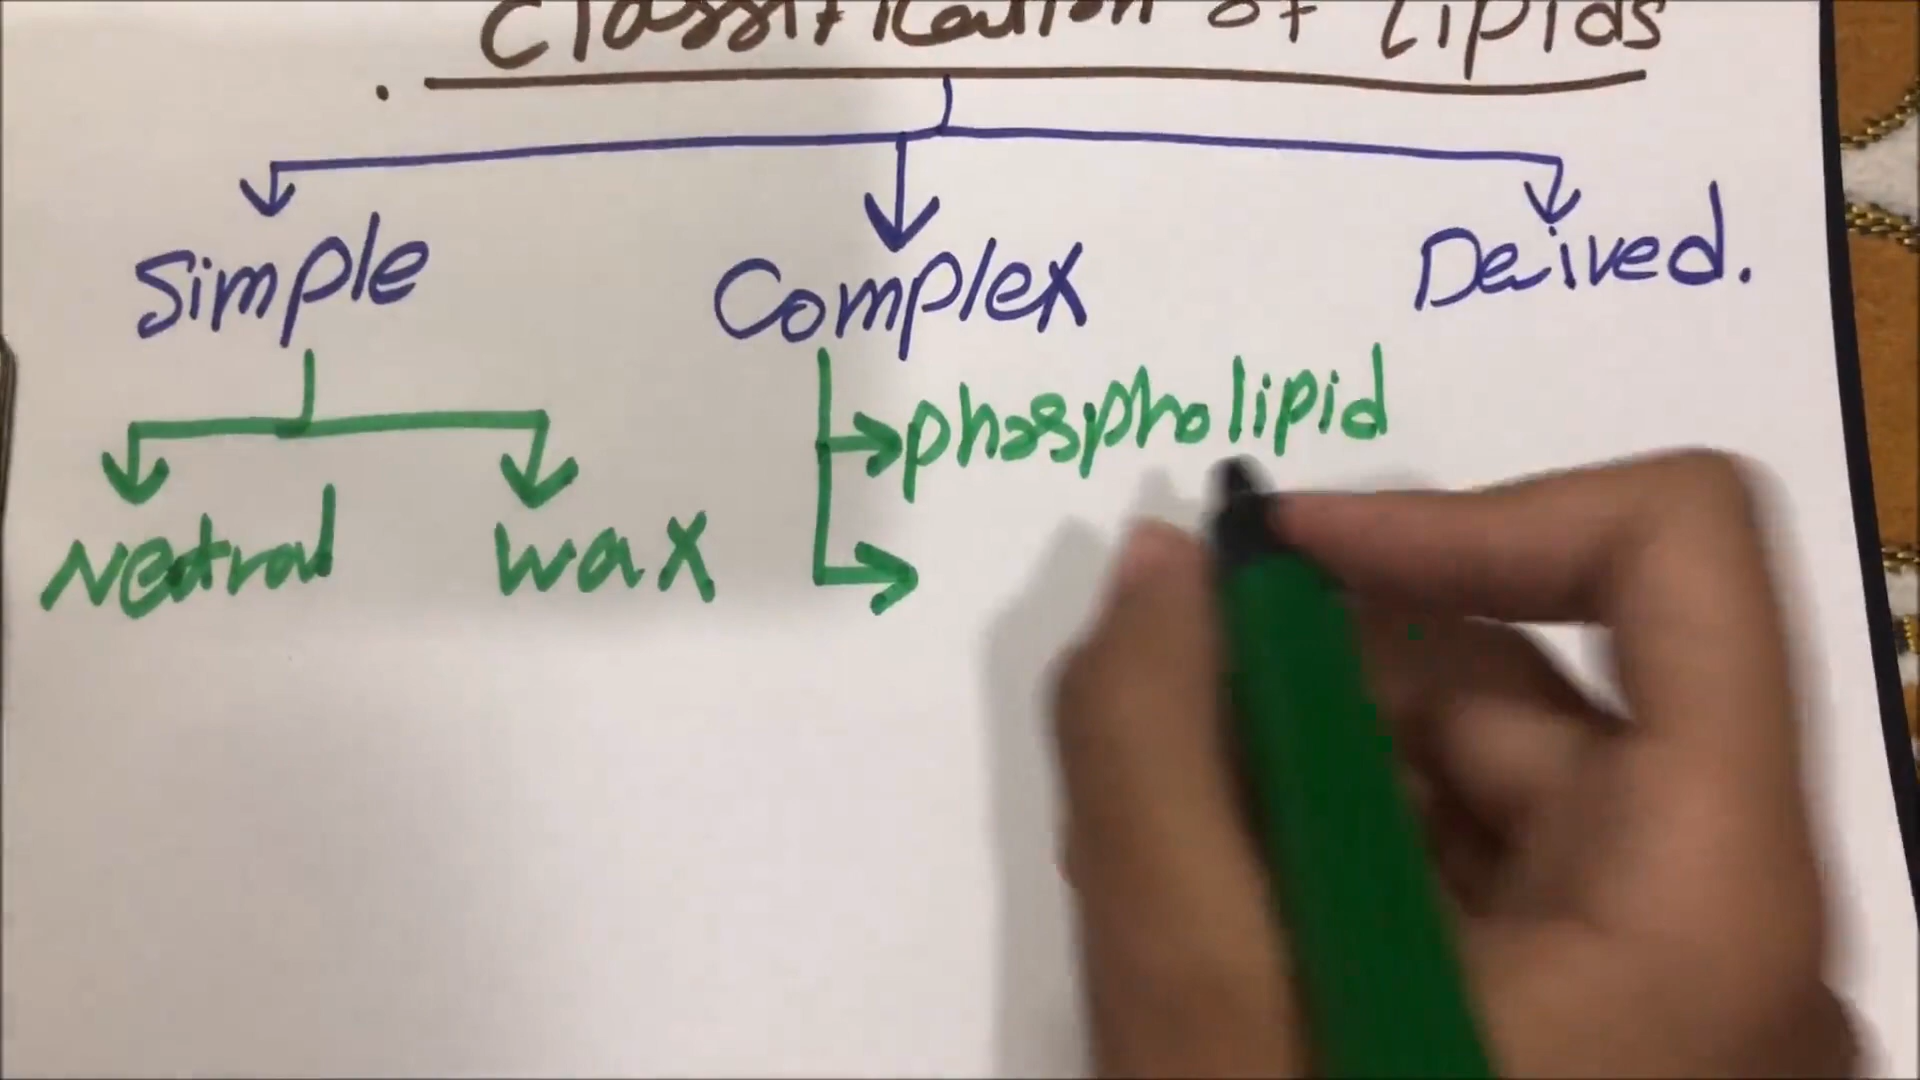 Classification of Lipids
Simple Complex Derived.
phospholipid
Neutral wax